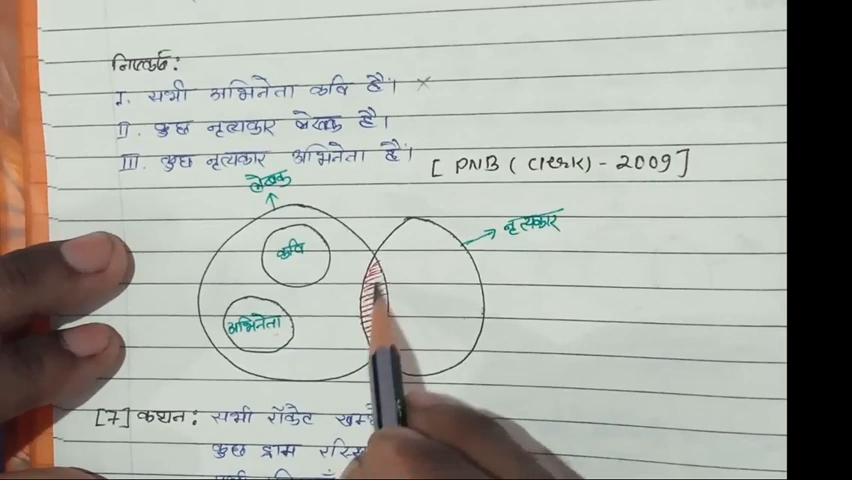 निष्कर्ष:
I. सभी अभिनेता कवि हैं। ×
II. कुछ नृत्यकार लेखक है।
III. कुछ नृत्यकार अभिनेता हैं।
[ PNB ( Clerk) - 2009 ]
लेखक
नृत्यकार
कवि
अभिनेता
[7] कथन: सभी रॉकेट
कुछ ड्राम